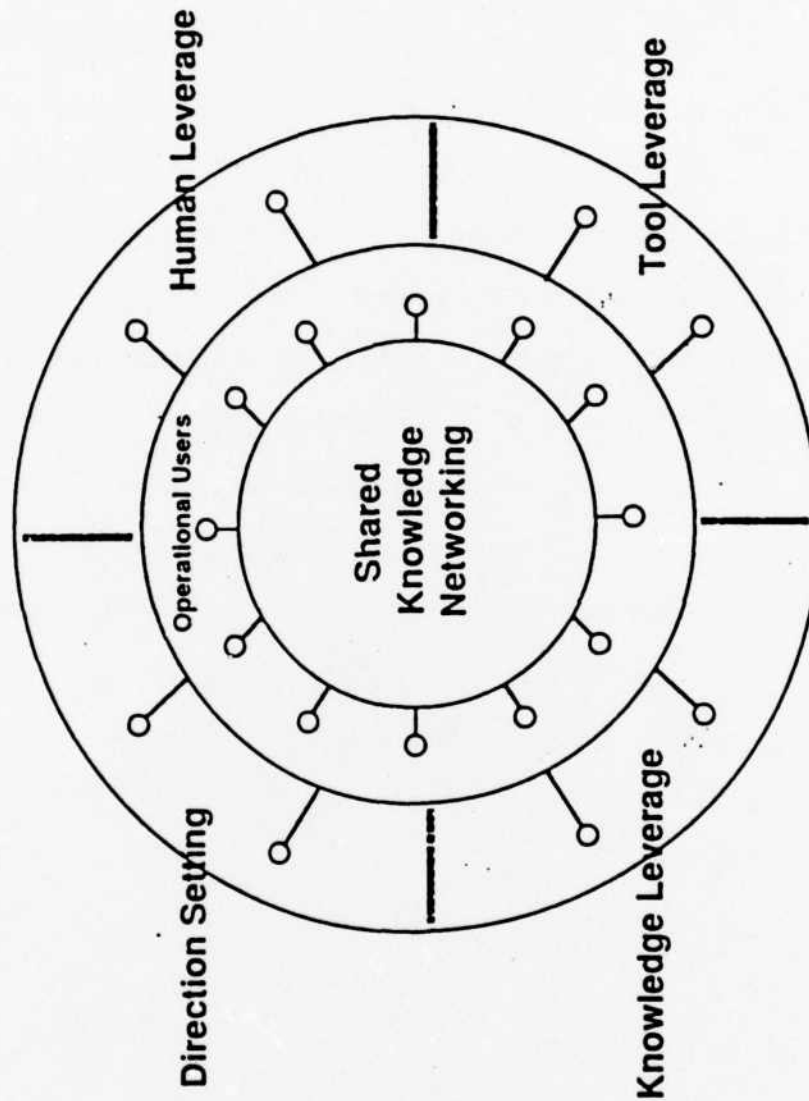 Direction Setting
Human Leverage
Operational Users
Shared
Knowledge
Networking
Knowledge Leverage
Tool Leverage